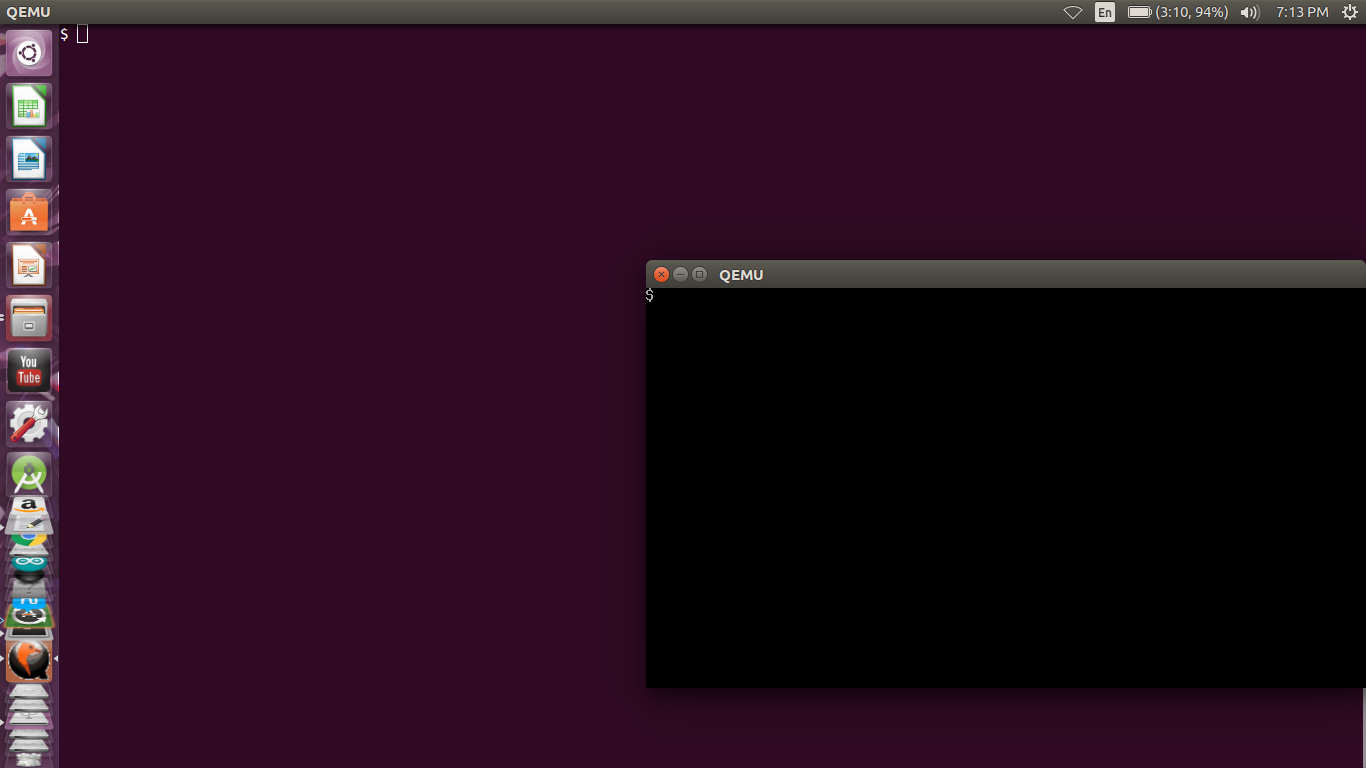 QEMU
En
(3:10, 94%)
7:13 PM
$
You
Tube
a
QEMU
$